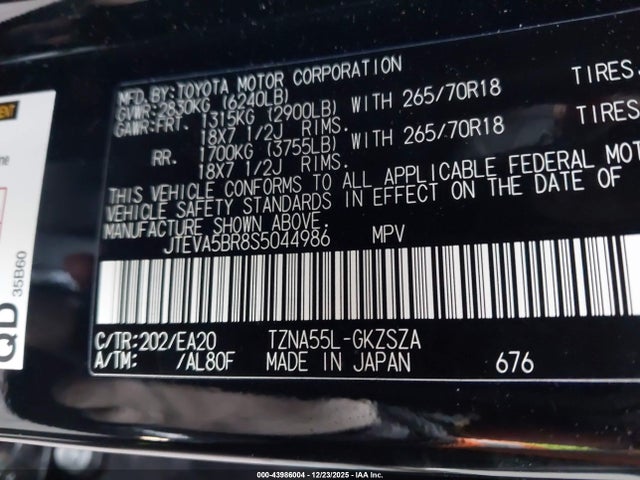 MFD.BY:TOYOTA MOTOR CORPORATION
GVWR:2830KG (6240LB)
GAWR:FRT. 1315KG (2900LB) WITH 265/70R18 TIRES,
18X7 1/2J RIMS.
RR. 1700KG (3755LB) WITH 265/70R18 TIRES,
18X7 1/2J RIMS.
THIS VEHICLE CONFORMS TO ALL APPLICABLE FEDERAL MOT
VEHICLE SAFETY STANDARDS IN EFFECT ON THE DATE OF
MANUFACTURE SHOWN ABOVE.
JTEVA5BR8S5044986 MPV
C/TR:202/EA20 TZNA55L-GKZSZA
A/TM: /AL80F MADE IN JAPAN 676
QD
35B60
000-43986004 - 12/23/2025 - IAA Inc.